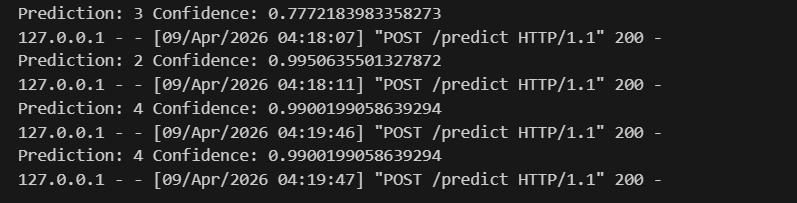 Prediction: 3 Confidence: 0.7772183983358273
127.0.0.1 - - [09/Apr/2026 04:18:07] "POST /predict HTTP/1.1" 200 -
Prediction: 2 Confidence: 0.9950635501327872
127.0.0.1 - - [09/Apr/2026 04:18:11] "POST /predict HTTP/1.1" 200 -
Prediction: 4 Confidence: 0.9900199058639294
127.0.0.1 - - [09/Apr/2026 04:19:46] "POST /predict HTTP/1.1" 200 -
Prediction: 4 Confidence: 0.9900199058639294
127.0.0.1 - - [09/Apr/2026 04:19:47] "POST /predict HTTP/1.1" 200 -